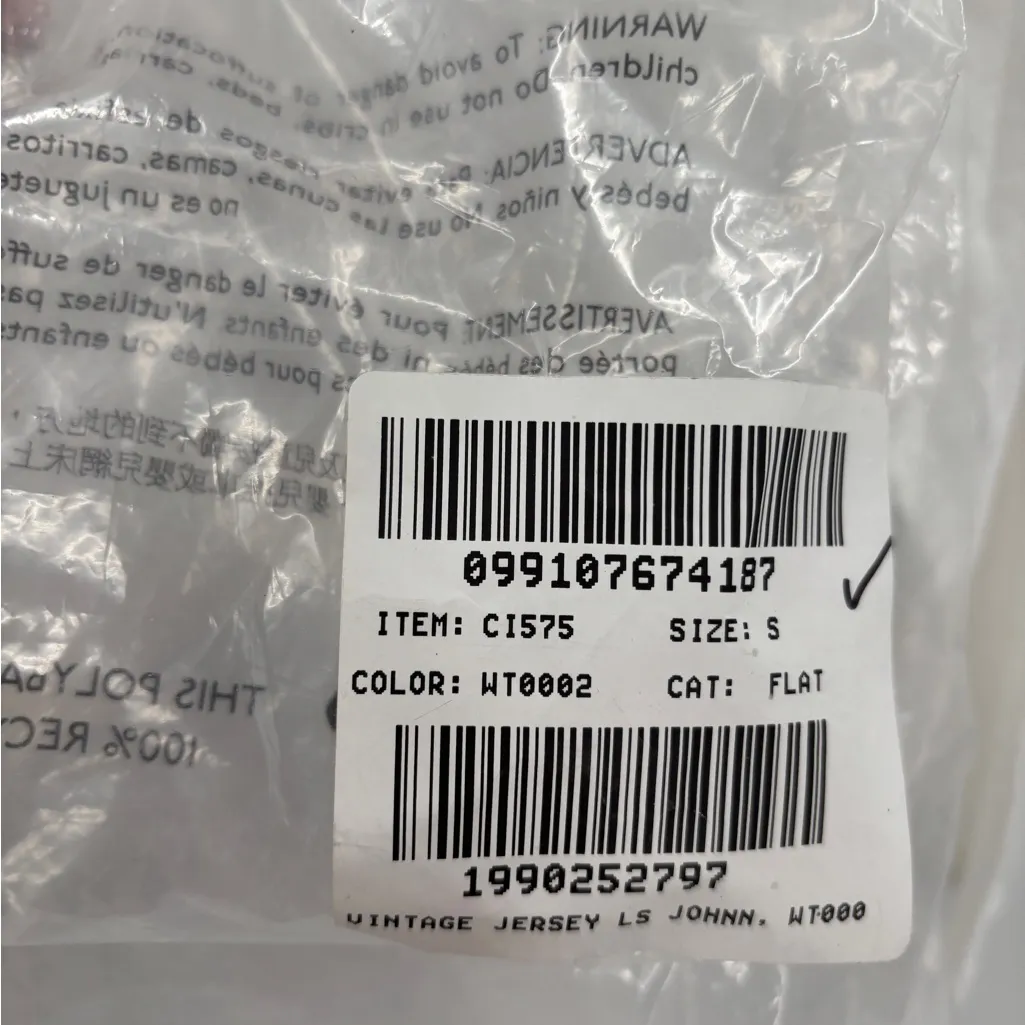 WARNING: To avoid danger of suffocation,
children. Do not use in cribs, beds, carriag
ADVERTENCIA: Para evitar riesgos de asfixia
bebés y niños. No use las cunas, camas, carritos
no es un juguete
AVERTISSEMENT Pour éviter le danger de suffo
portée des bébés ni des enfants N'utilisez pas
pour bébés ou enfants
THIS POLYBA
100% REC
099107674187
ITEM: CI575 SIZE: S
COLOR: WT0002 CAT: FLAT
1990252797
VINTAGE JERSEY LS JOHNN. WT000